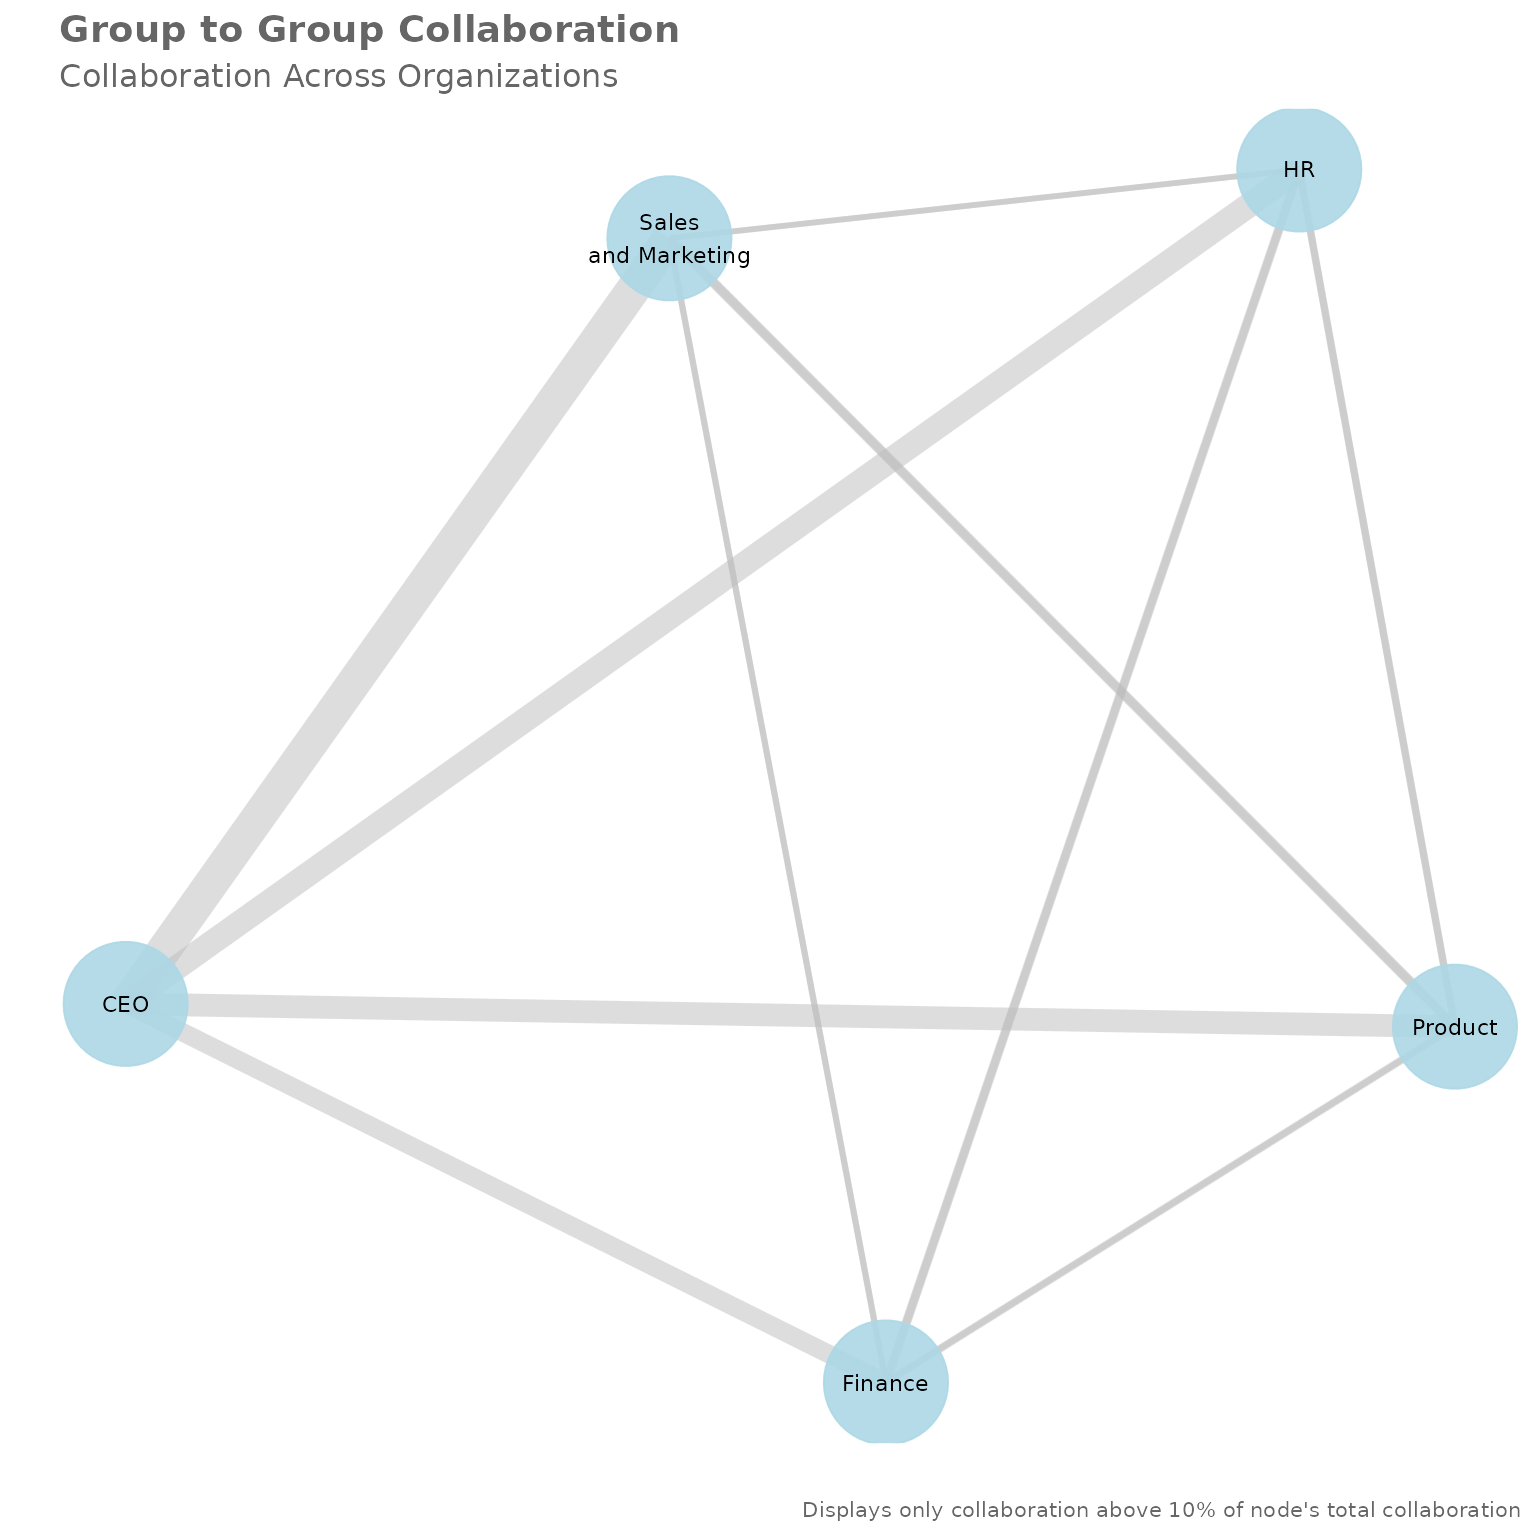 Group to Group Collaboration
Collaboration Across Organizations
HR
Sales
and Marketing
CEO
Product
Finance
Displays only collaboration above 10% of node's total collaboration